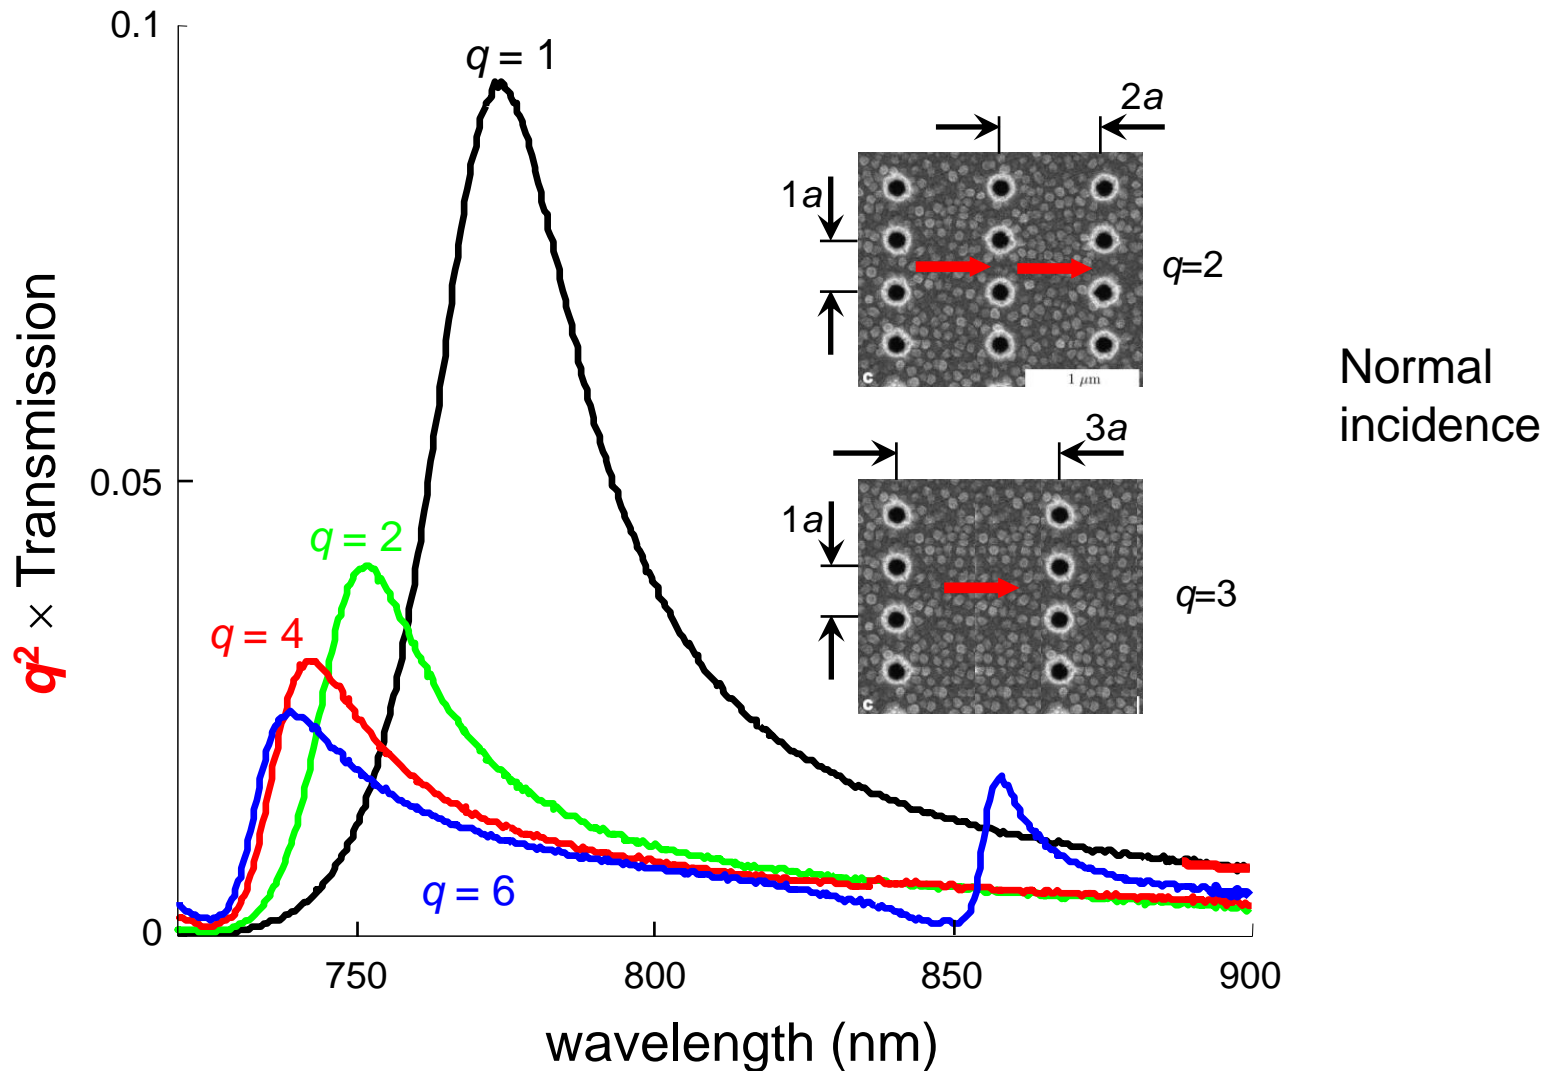 0.1
q = 1
2a
1a
q=2
c
1 μm
Normal
incidence
3a
0.05
q = 2
1a
q = 4
q=3
c
q² × Transmission
q = 6
0
750
800
850
900
wavelength (nm)